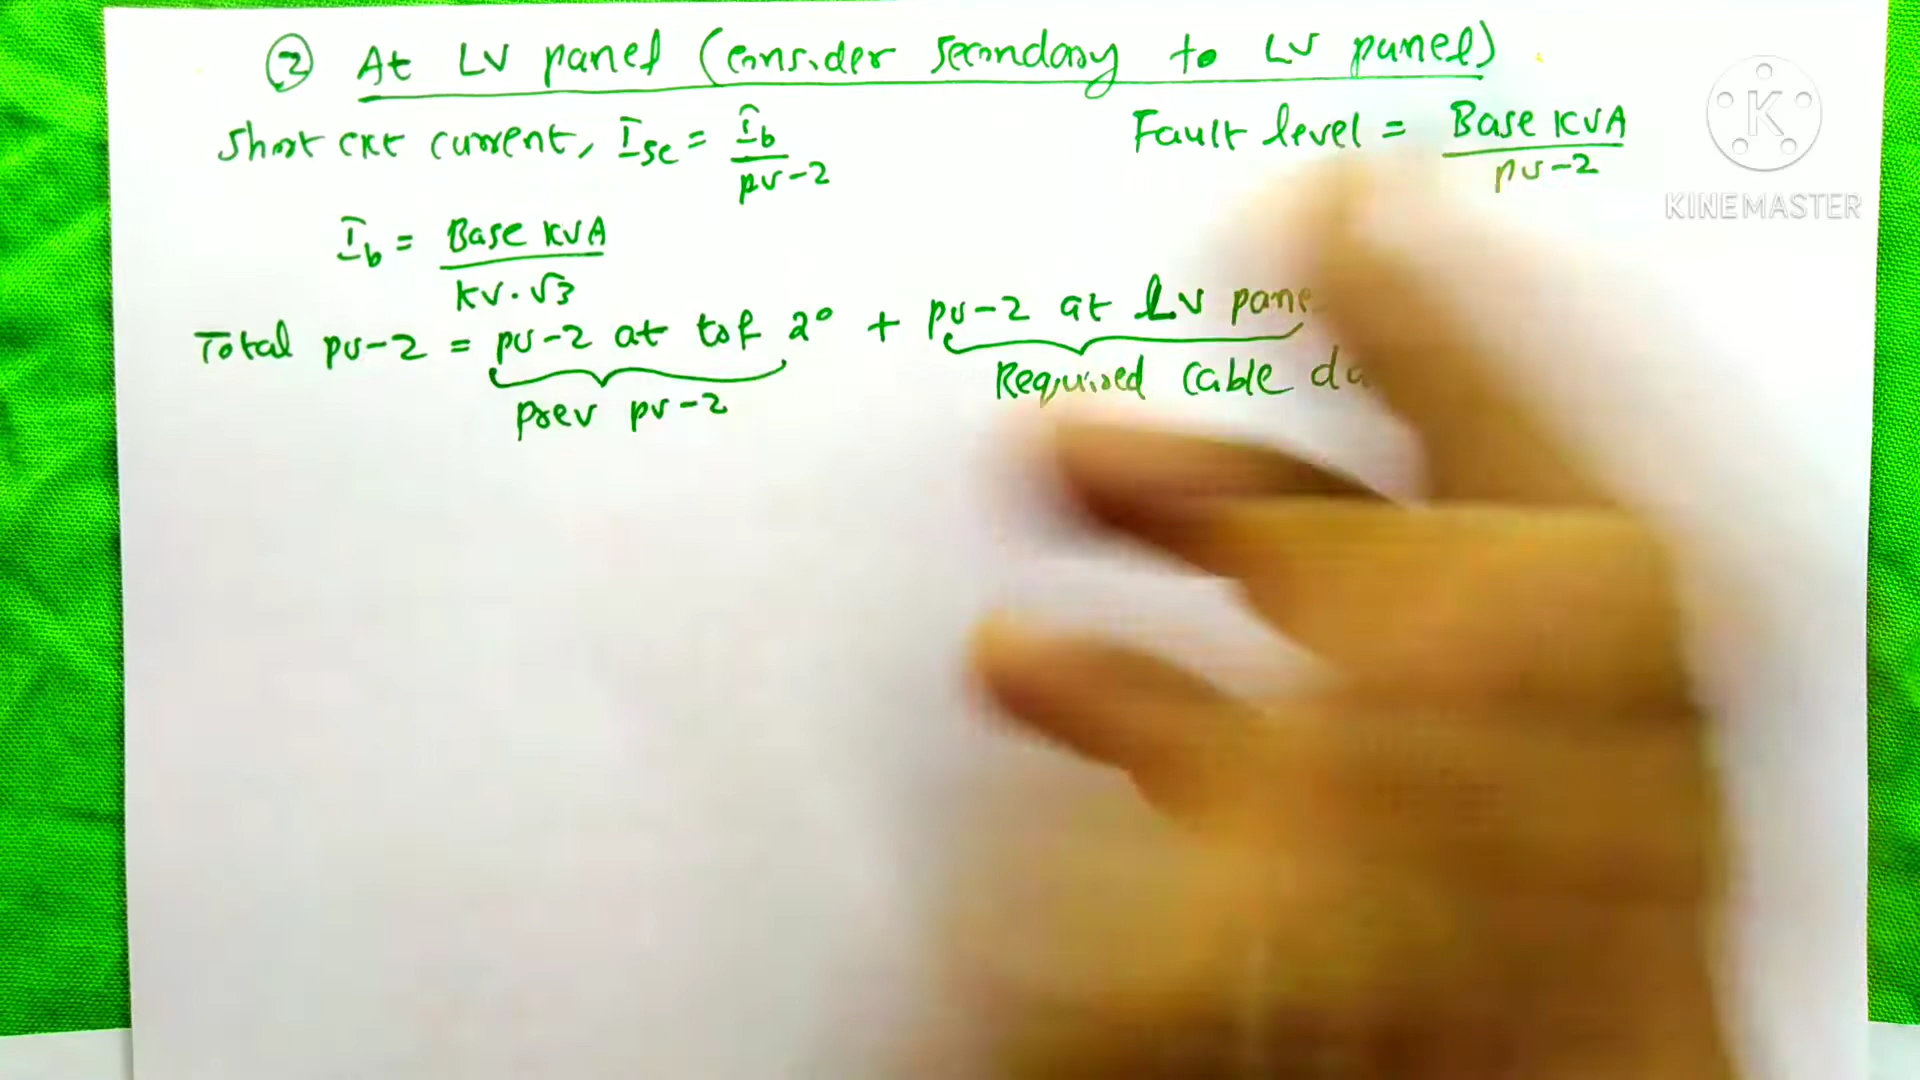 ② At LV panel (Consider Secondary to LV panel)
Short ckt current, Isc = Ib / pu-z
Fault level = Base KVA / pu-z
Ib = Base KVA / KV.√3
Total pu-z = pu-z at tof 2° + pu-z at LV pane
prev pu-z
Required Cable da
K
KINEMASTER